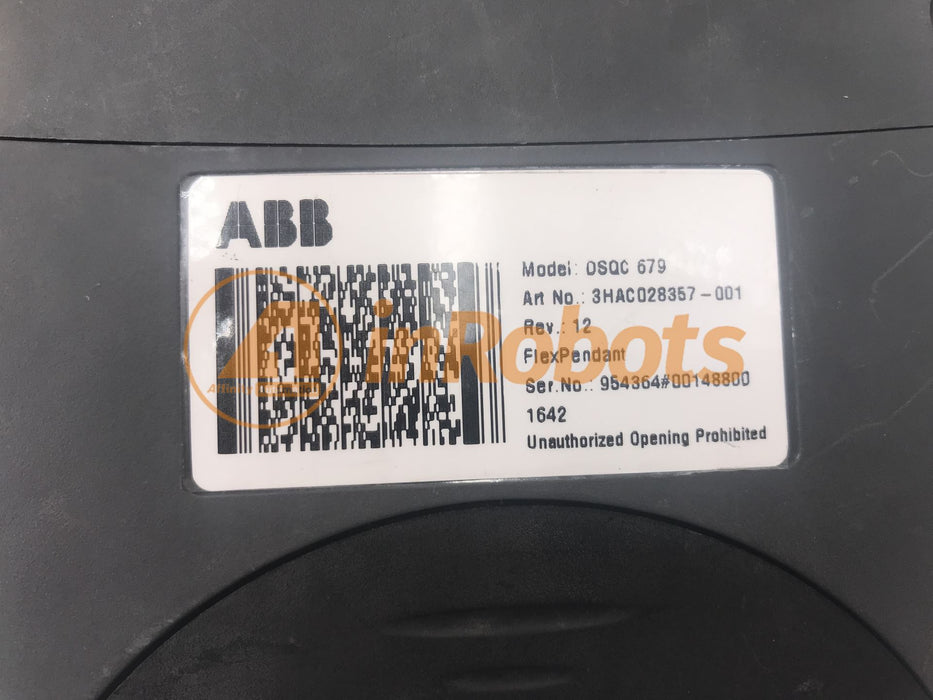 ABB
Model: DSQC 679
Art No.: 3HAC028357-001
Rev.: 12
FlexPendant
Ser.No.: 954364#00148800
1642
Unauthorized Opening Prohibited
inRobots